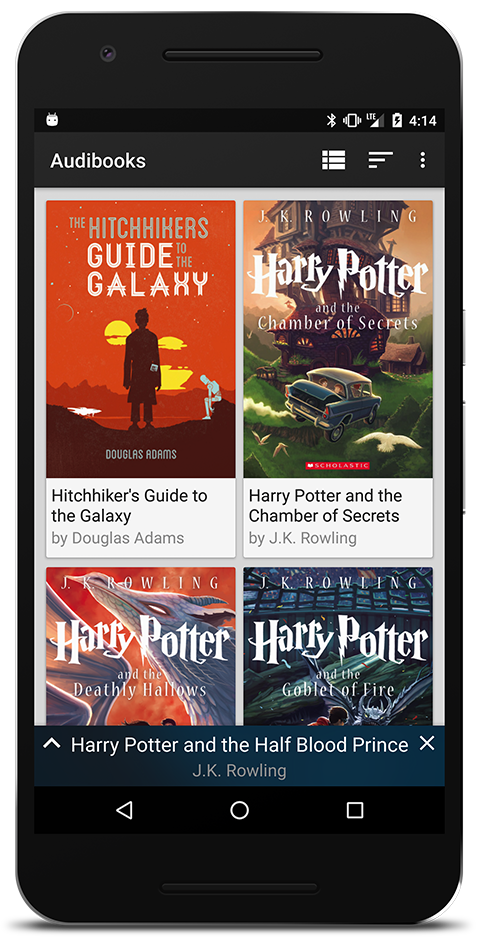 LTE 4:14
Audibooks
THE HITCHHIKERS
GUIDE TO THE
GALAXY
DOUGLAS ADAMS
Hitchhiker's Guide to
the Galaxy
by Douglas Adams
J. K. ROWLING
Harry Potter
and the
Chamber of Secrets
SCHOLASTIC
Harry Potter and the
Chamber of Secrets
by J.K. Rowling
J. K. ROWLING
Harry Potter
and the
Deathly Hallows
J. K. ROWLING
Harry Potter
and the
Goblet of Fire
Harry Potter and the Half Blood Prince
J.K. Rowling